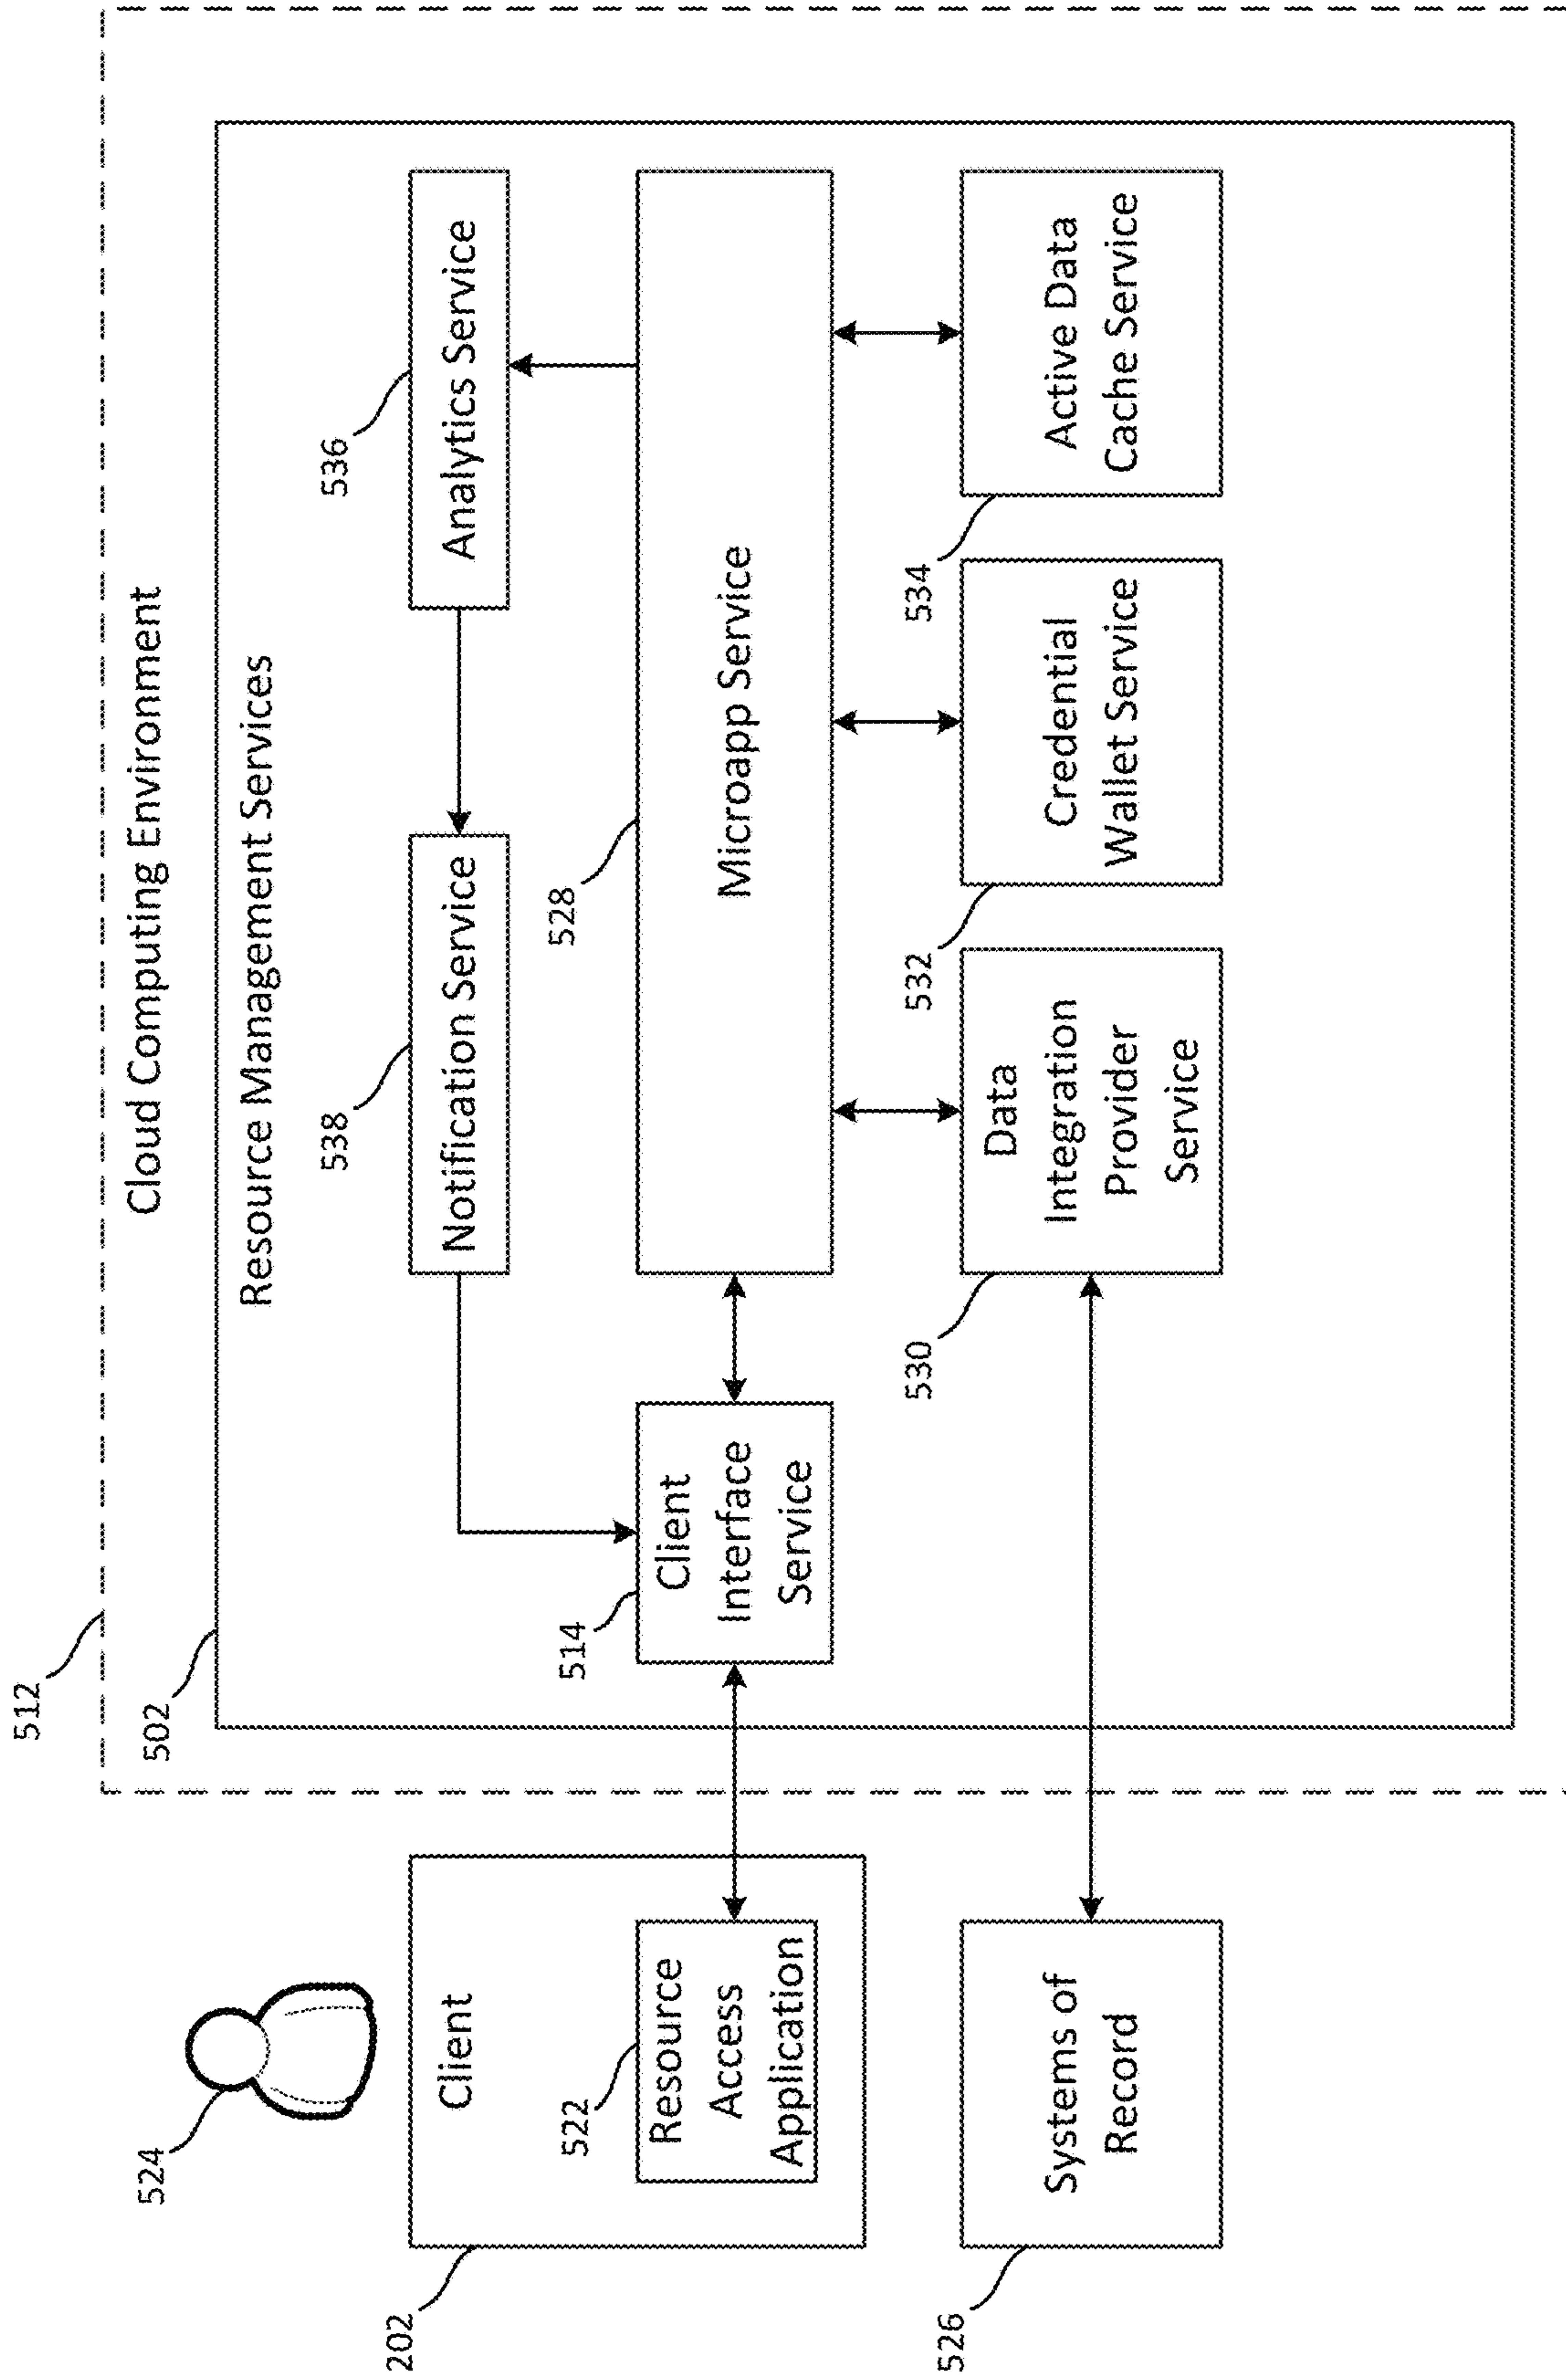 512
Cloud Computing Environment
502
Resource Management Services
524
538
536
Notification Service
Analytics Service
202
Client
522
Resource
Access
Application
514
Client
Interface
Service
528
Microapp Service
526
Systems of
Record
530
Data
Integration
Provider
Service
532
Credential
Wallet Service
534
Active Data
Cache Service